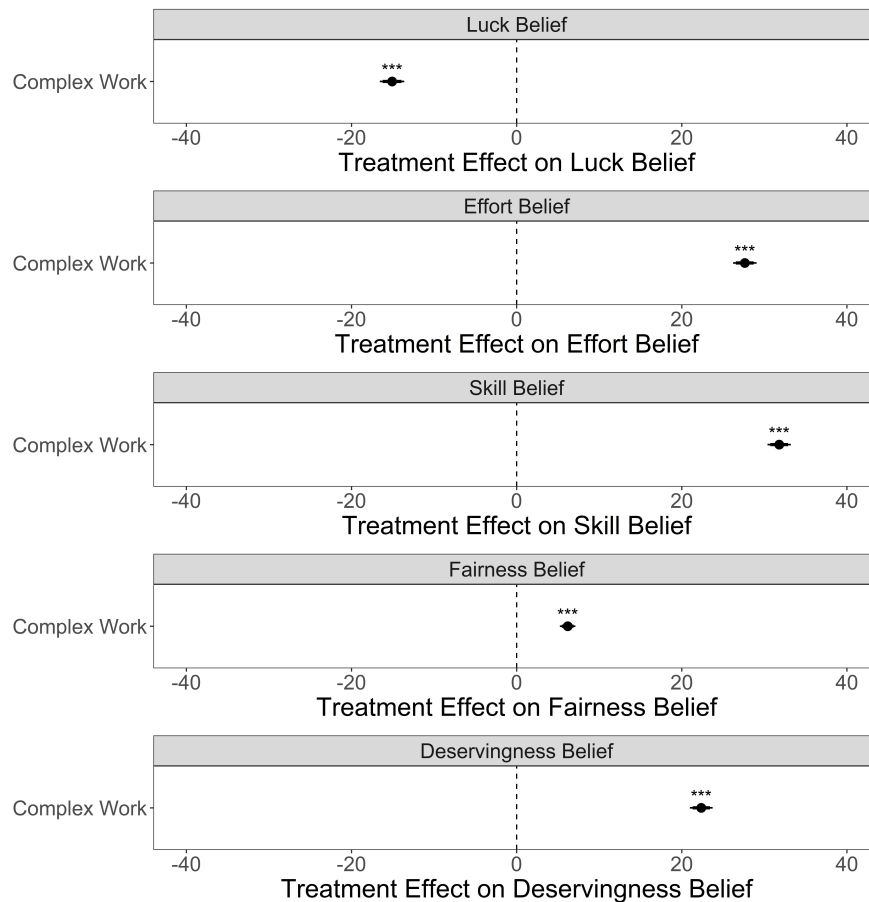 Luck Belief
***
Complex Work
-40 -20 0 20 40
Treatment Effect on Luck Belief
Effort Belief
***
Complex Work
-40 -20 0 20 40
Treatment Effect on Effort Belief
Skill Belief
***
Complex Work
-40 -20 0 20 40
Treatment Effect on Skill Belief
Fairness Belief
***
Complex Work
-40 -20 0 20 40
Treatment Effect on Fairness Belief
Deservingness Belief
***
Complex Work
-40 -20 0 20 40
Treatment Effect on Deservingness Belief